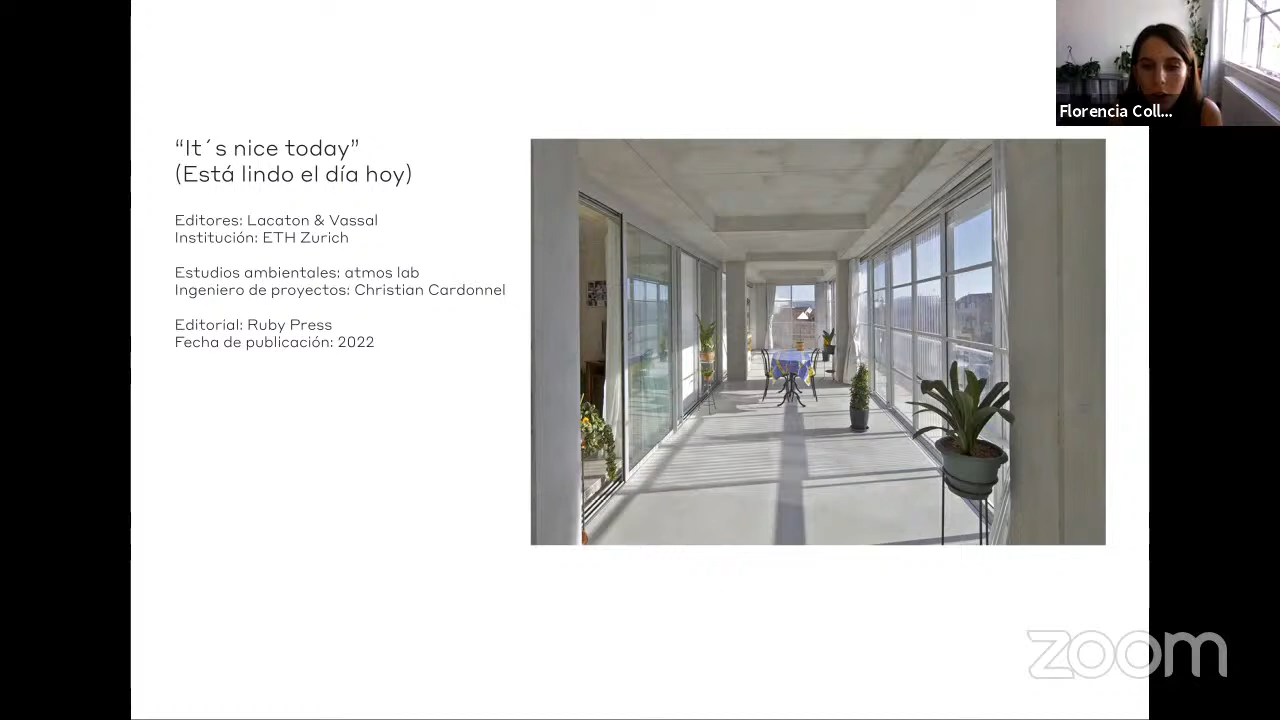 Florencia Coll...
“It´s nice today”
(Está lindo el día hoy)
Editores: Lacaton & Vassal
Institución: ETH Zurich
Estudios ambientales: atmos lab
Ingeniero de proyectos: Christian Cardonnel
Editorial: Ruby Press
Fecha de publicación: 2022
zoom